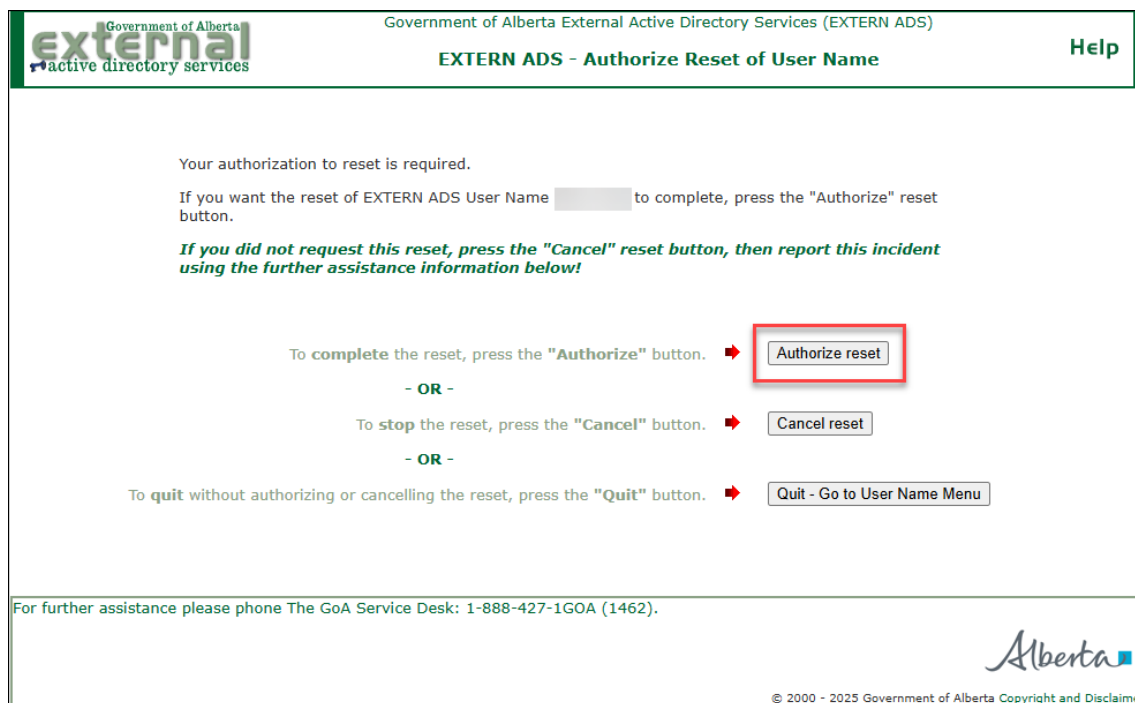 Government of Alberta
external
active directory services
Government of Alberta External Active Directory Services (EXTERN ADS)
EXTERN ADS - Authorize Reset of User Name
Help
Your authorization to reset is required.
If you want the reset of EXTERN ADS User Name to complete, press the "Authorize" reset
button.
If you did not request this reset, press the "Cancel" reset button, then report this incident
using the further assistance information below!
To complete the reset, press the "Authorize" button.
Authorize reset
- OR -
To stop the reset, press the "Cancel" button.
Cancel reset
- OR -
To quit without authorizing or cancelling the reset, press the "Quit" button.
Quit - Go to User Name Menu
For further assistance please phone The GoA Service Desk: 1-888-427-1GOA (1462).
Alberta
© 2000 - 2025 Government of Alberta Copyright and Disclaime